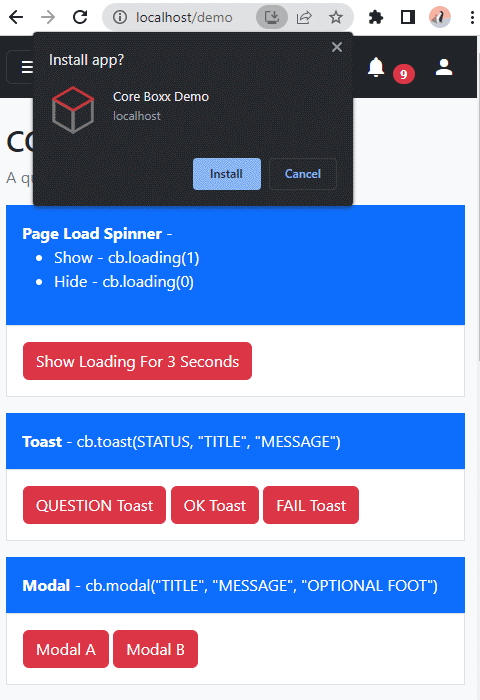 localhost/demo
Install app?
Core Boxx Demo
localhost
Install Cancel
9
A
Page Load Spinner -
Show - cb.loading(1)
Hide - cb.loading(0)
Show Loading For 3 Seconds
Toast - cb.toast(STATUS, "TITLE", "MESSAGE")
QUESTION Toast OK Toast FAIL Toast
Modal - cb.modal("TITLE", "MESSAGE", "OPTIONAL FOOT")
Modal A Modal B